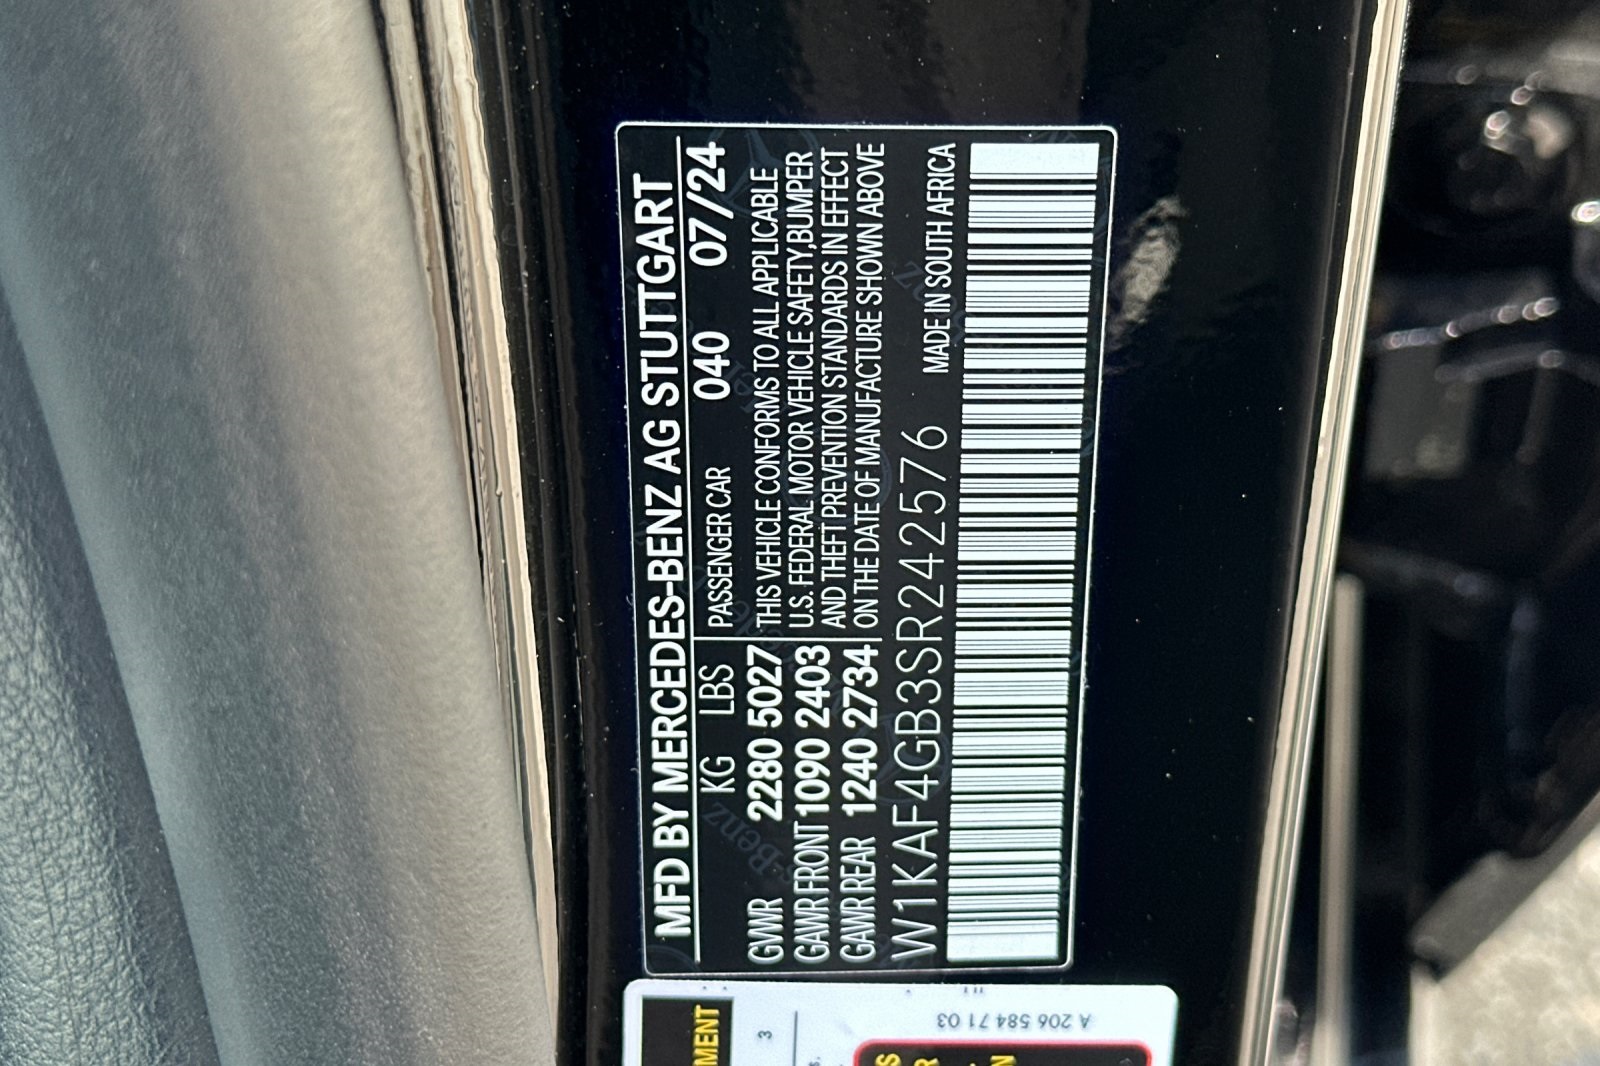 MFD BY MERCEDES-BENZ AG STUTTGART
KG LBS PASSENGER CAR 040 07/24
GWR 2280 5027 THIS VEHICLE CONFORMS TO ALL APPLICABLE
GAWR FRONT 1090 2403 U.S. FEDERAL MOTOR VEHICLE SAFETY,BUMPER
AND THEFT PREVENTION STANDARDS IN EFFECT
GAWR REAR 1240 2734 ON THE DATE OF MANUFACTURE SHOWN ABOVE
W1KAF4GB3SR242576 MADE IN SOUTH AFRICA
MENT
3
A 206 584 71 03